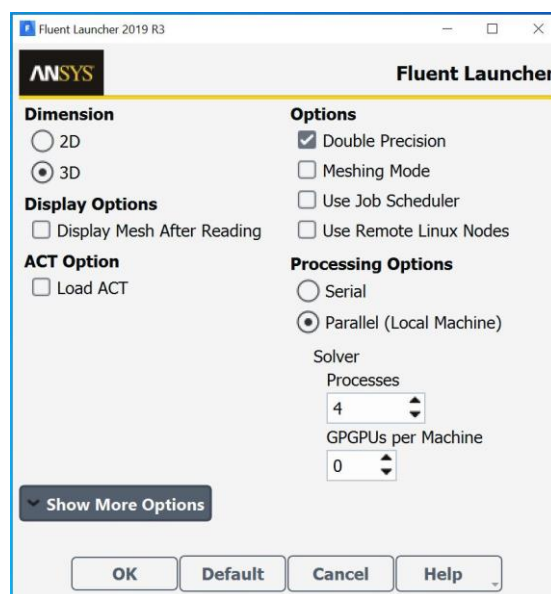 Fluent Launcher 2019 R3
ANSYS
Fluent Launcher
Dimension
2D
3D
Display Options
Display Mesh After Reading
ACT Option
Load ACT
Options
Double Precision
Meshing Mode
Use Job Scheduler
Use Remote Linux Nodes
Processing Options
Serial
Parallel (Local Machine)
Solver
Processes
4
GPGPUs per Machine
0
Show More Options
OK
Default
Cancel
Help